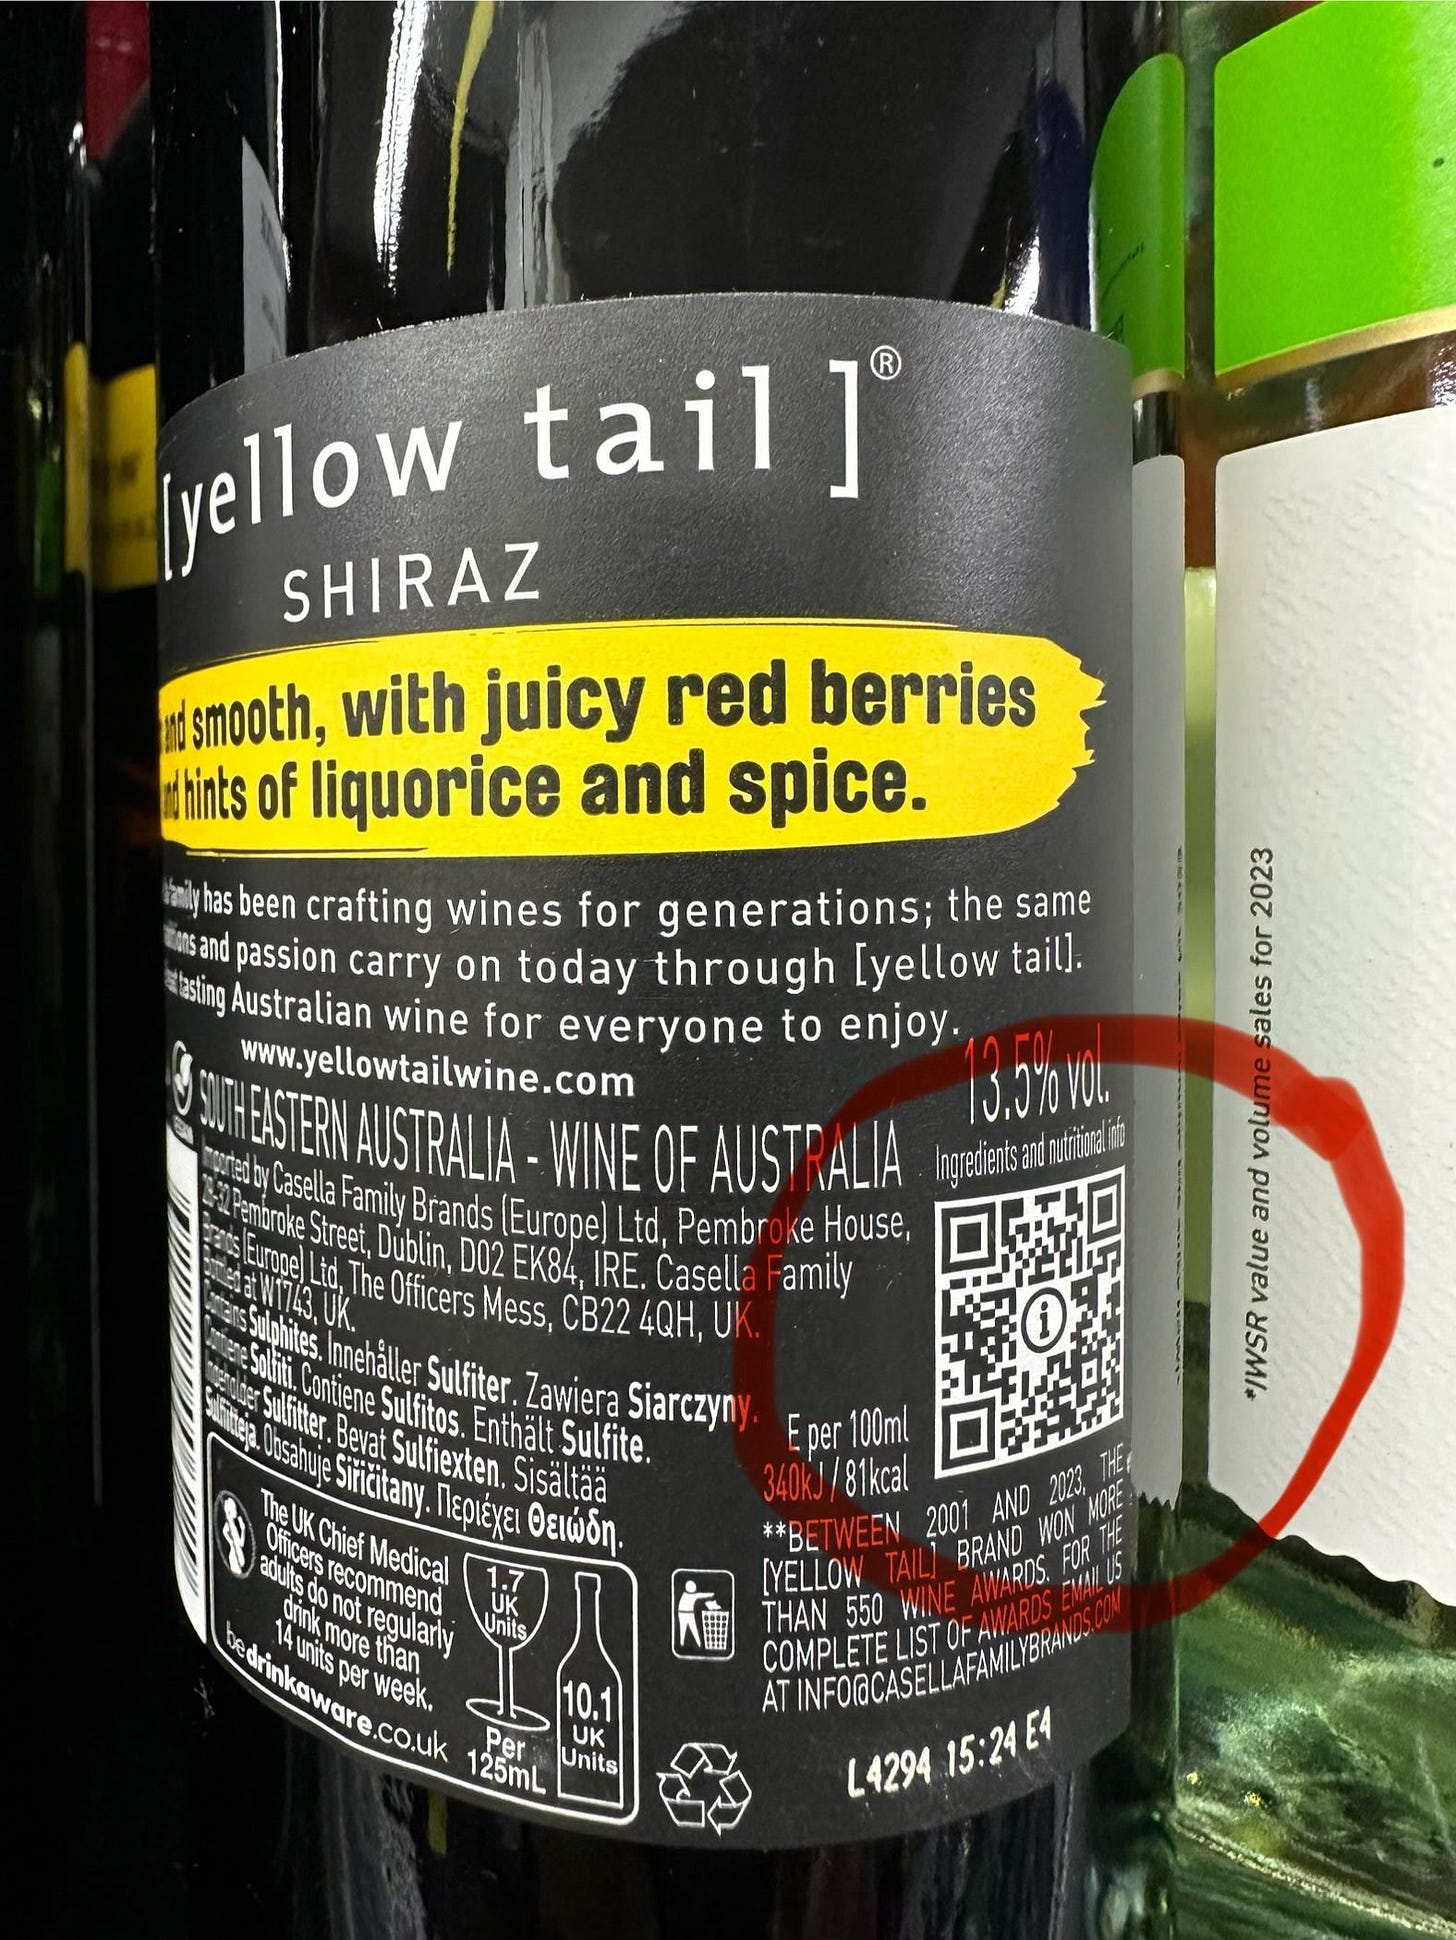 [yellow tail]®
SHIRAZ
and smooth, with juicy red berries
and hints of liquorice and spice.
family has been crafting wines for generations; the same
and passion carry on today through [yellow tail].
tasting Australian wine for everyone to enjoy.
www.yellowtailwine.com
13.5% vol.
SOUTH EASTERN AUSTRALIA - WINE OF AUSTRALIA
Ingredients and nutritional info
Imported by Casella Family Brands (Europe) Ltd, Pembroke House,
28-32 Pembroke Street, Dublin, D02 EK84, IRE. Casella Family
Brands (Europe) Ltd, The Officers Mess, CB22 4QH, UK.
Bottled at W1743, UK.
Contains Sulphites. Innehåller Sulfiter. Zawiera Siarczyny.
Contiene Solfiti. Contiene Sulfitos. Enthält Sulfite.
Indeholder Sulfitter. Bevat Sulfiexten. Sisältää
Sulfiitteja. Obsahuje Siřičitany. Περιέχει Θειώδη.
i
E per 100ml
340kJ / 81kcal
**BETWEEN 2001 AND 2023, THE
[YELLOW TAIL] BRAND WON MORE
THAN 550 WINE AWARDS. FOR THE
COMPLETE LIST OF AWARDS EMAIL US
AT INFO@CASELLAFAMILYBRANDS.COM
The UK Chief Medical
Officers recommend
adults do not regularly
drink more than
14 units per week.
bedrinkaware.co.uk
1.7
UK
Units
Per
125mL
10.1
UK
Units
L4294 15:24 E4
*IWSR value and volume sales for 2023